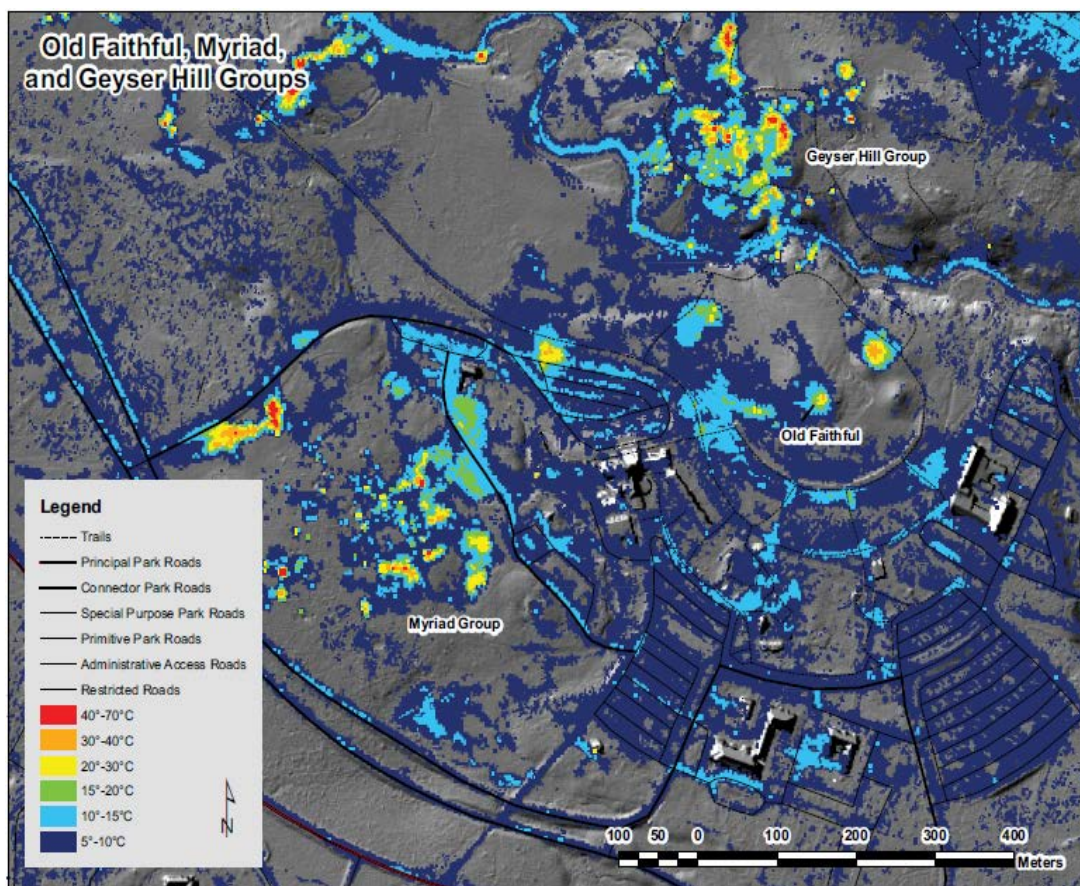 Old Faithful, Myriad,
and Geyser Hill Groups
Geyser Hill Group
Old Faithful
Myriad Group
Legend
Trails
Principal Park Roads
Connector Park Roads
Special Purpose Park Roads
Primitive Park Roads
Administrative Access Roads
Restricted Roads
40°-70°C
30°-40°C
20°-30°C
15°-20°C
10°-15°C
5°-10°C
N
100 50 0 100 200 300 400
Meters